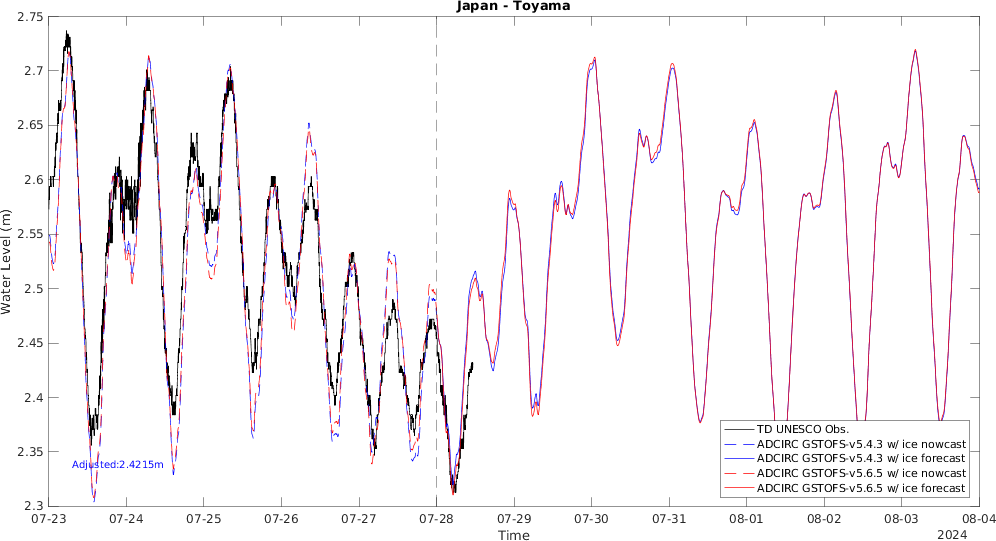 Japan - Toyama
Water Level (m)
2.75
2.7
2.65
2.6
2.55
2.5
2.45
2.4
2.35
2.3
Adjusted:2.4215m
TD UNESCO Obs.
ADCIRC GSTOFS-v5.4.3 w/ ice nowcast
ADCIRC GSTOFS-v5.4.3 w/ ice forecast
ADCIRC GSTOFS-v5.6.5 w/ ice nowcast
ADCIRC GSTOFS-v5.6.5 w/ ice forecast
07-23 07-24 07-25 07-26 07-27 07-28 07-29 07-30 07-31 08-01 08-02 08-03 08-04
Time
2024